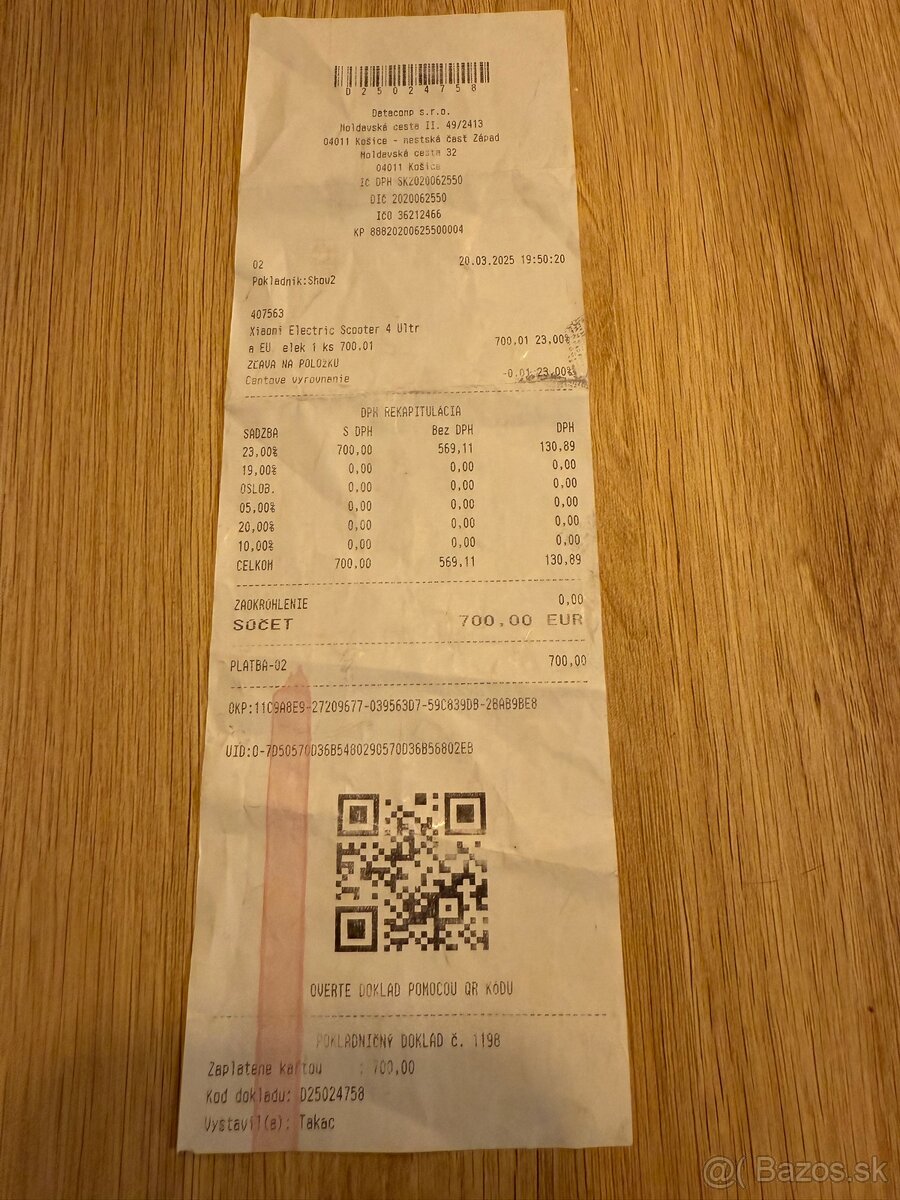 D25024758
Datacomp s.r.o.
Moldavská cesta II. 49/2413
04011 Košice - mestská časť Západ
Moldavská cesta 32
04011 Košice
IČ DPH SK2020062550
DIČ 2020062550
IČO 36212466
KP 88820200625500004
02 20.03.2025 19:50:20
Pokladnik:Show2
407563
Xiaomi Electric Scooter 4 Ultr
a EU elek 1 ks 700.01 700,01 23,00%
ZĽAVA NA POLOŽKU
Centove vyrovnanie -0,01 23,00%
DPH REKAPITULÁCIA
SADZBA S DPH Bez DPH DPH
23,00% 700,00 569,11 130,89
19,00% 0,00 0,00 0,00
OSLOB. 0,00 0,00 0,00
05,00% 0,00 0,00 0,00
20,00% 0,00 0,00 0,00
10,00% 0,00 0,00 0,00
CELKOM 700,00 569,11 130,89
ZAOKRÚHLENIE 0,00
SÚČET 700,00 EUR
PLATBA-02 700,00
OKP:11C9A8E9-27209677-039563D7-59C839DB-2BAB9BE8
UID:O-7D50570D36B5480290570D36B56802EB
OVERTE DOKLAD POMOCOU QR KÓDU
POKLADNIČNÝ DOKLAD č. 1198
Zaplatene kartou : 700,00
Kod dokladu: D25024758
Vystavil(a): Takac
@( Bazos.sk